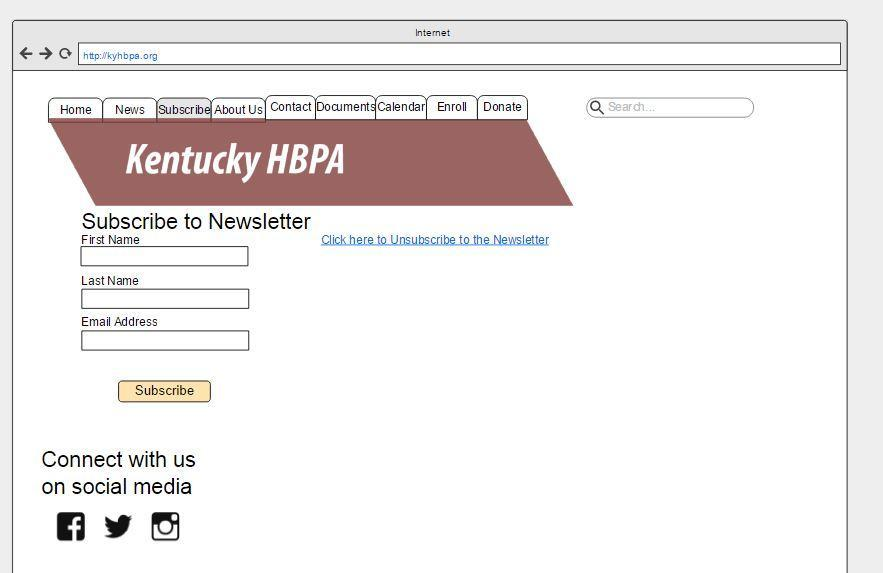 Internet
http://kyhbpa.org
Home News Subscribe About Us Contact Documents Calendar Enroll Donate Search...
Kentucky HBPA
Subscribe to Newsletter
First Name Click here to Unsubscribe to the Newsletter
Last Name
Email Address
Subscribe
Connect with us
on social media